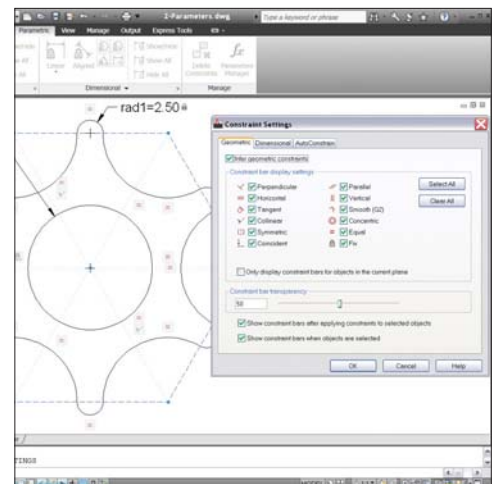 2-Parameters.dwg
Type a keyword or phrase
Parametric View Manage Output Express Tools
Linear Aligned
Show All
Hide All
Delete Constraints
Parameters Manager
fx
Dimensional
Manage
rad1=2.50
Constraint Settings
Geometric Dimensional AutoConstrain
Infer geometric constraints
Constraint bar display settings
Perpendicular Parallel
Select All
Horizontal Vertical
Clear All
Tangent Smooth (G2)
Collinear Concentric
Symmetric Equal
Coincident Fix
Only display constraint bars for objects in the current plane
Constraint bar transparency
50
Show constraint bars after applying constraints to selected objects
Show constraint bars when objects are selected
OK Cancel Help
TINGS